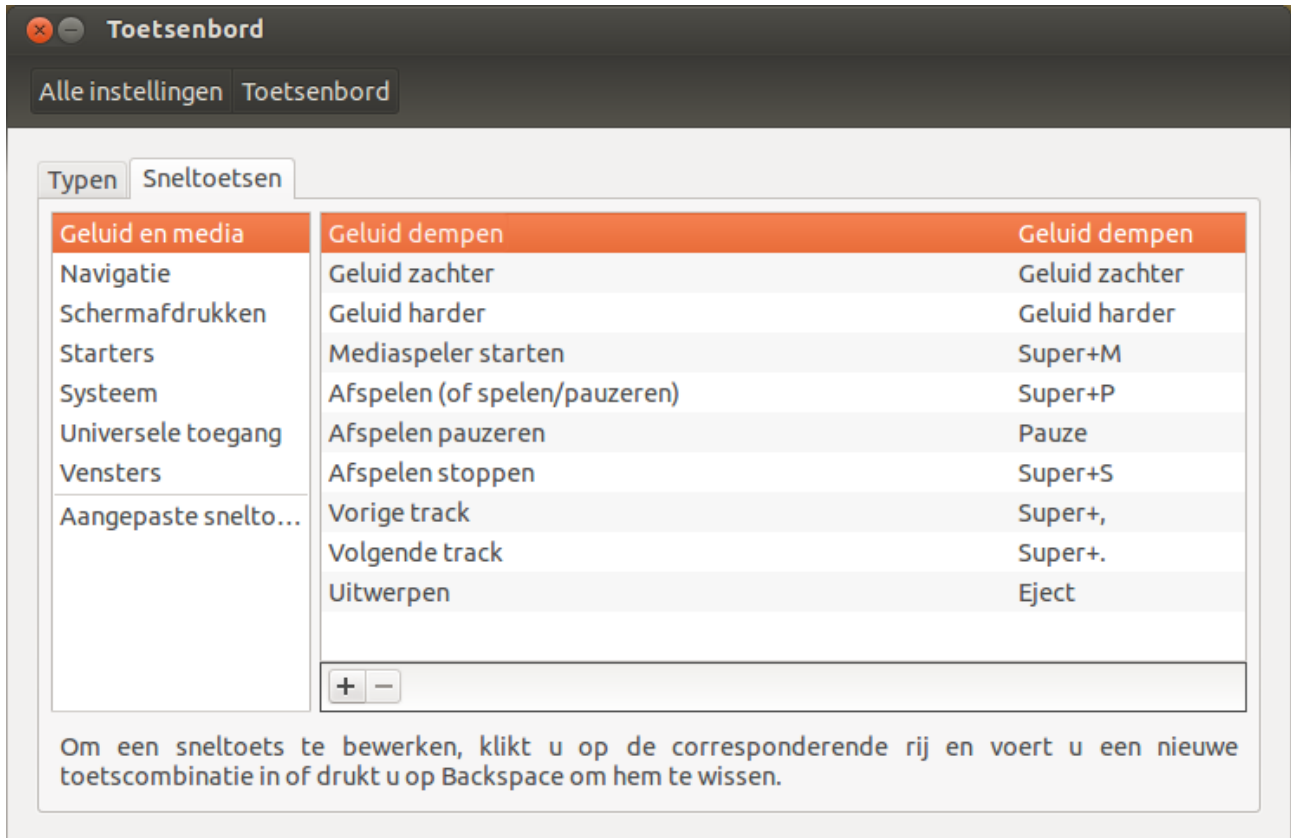 Toetsenbord
Alle instellingen Toetsenbord
Typen Sneltoetsen
Geluid en media
Navigatie
Schermafdrukken
Starters
Systeem
Universele toegang
Vensters
Aangepaste snelto...
Geluid dempen Geluid dempen
Geluid zachter Geluid zachter
Geluid harder Geluid harder
Mediaspeler starten Super+M
Afspelen (of spelen/pauzeren) Super+P
Afspelen pauzeren Pauze
Afspelen stoppen Super+S
Vorige track Super+,
Volgende track Super+.
Uitwerpen Eject
Om een sneltoets te bewerken, klikt u op de corresponderende rij en voert u een nieuwe
toetscombinatie in of drukt u op Backspace om hem te wissen.